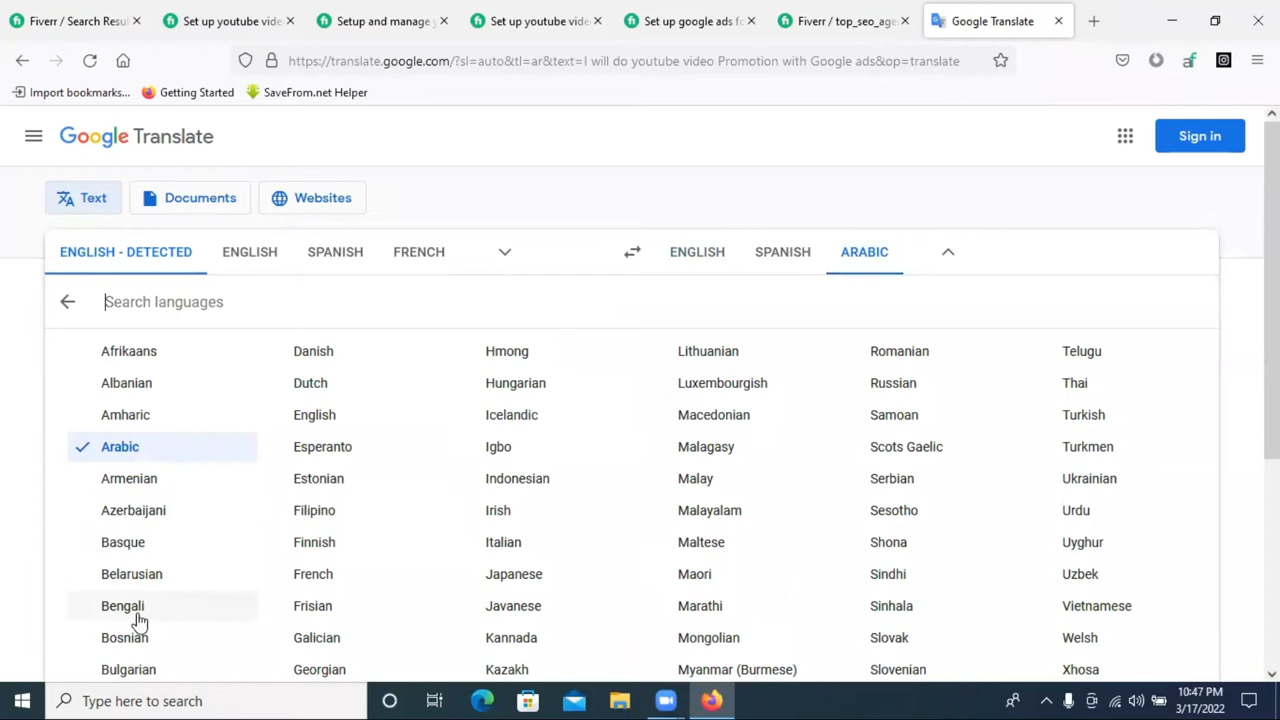 Fiverr / Search Resul
Set up youtube vide
Setup and manage y
Set up youtube vide
Set up google ads fo
Fiverr / top_seo_age
Google Translate
https://translate.google.com/?sl=auto&tl=ar&text=I will do youtube video Promotion with Google ads&op=translate
Import bookmarks...
Getting Started
SaveFrom.net Helper
Google Translate
Sign in
Text
Documents
Websites
ENGLISH - DETECTED
ENGLISH
SPANISH
FRENCH
ENGLISH
SPANISH
ARABIC
Search languages
Afrikaans Danish Hmong Lithuanian Romanian Telugu
Albanian Dutch Hungarian Luxembourgish Russian Thai
Amharic English Icelandic Macedonian Samoan Turkish
Arabic Esperanto Igbo Malagasy Scots Gaelic Turkmen
Armenian Estonian Indonesian Malay Serbian Ukrainian
Azerbaijani Filipino Irish Malayalam Sesotho Urdu
Basque Finnish Italian Maltese Shona Uyghur
Belarusian French Japanese Maori Sindhi Uzbek
Bengali Frisian Javanese Marathi Sinhala Vietnamese
Bosnian Galician Kannada Mongolian Slovak Welsh
Bulgarian Georgian Kazakh Myanmar (Burmese) Slovenian Xhosa
Type here to search
10:47 PM
3/17/2022